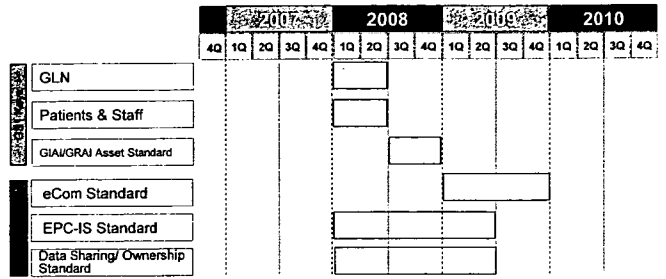 2007 2008 2009 2010
4Q 1Q 2Q 3Q 4Q 1Q 2Q 3Q 4Q 1Q 2Q 3Q 4Q 1Q 2Q 3Q 4Q
GLN
Patients & Staff
GIAI/GRAI Asset Standard
eCom Standard
EPC-IS Standard
Data Sharing/ Ownership
Standard